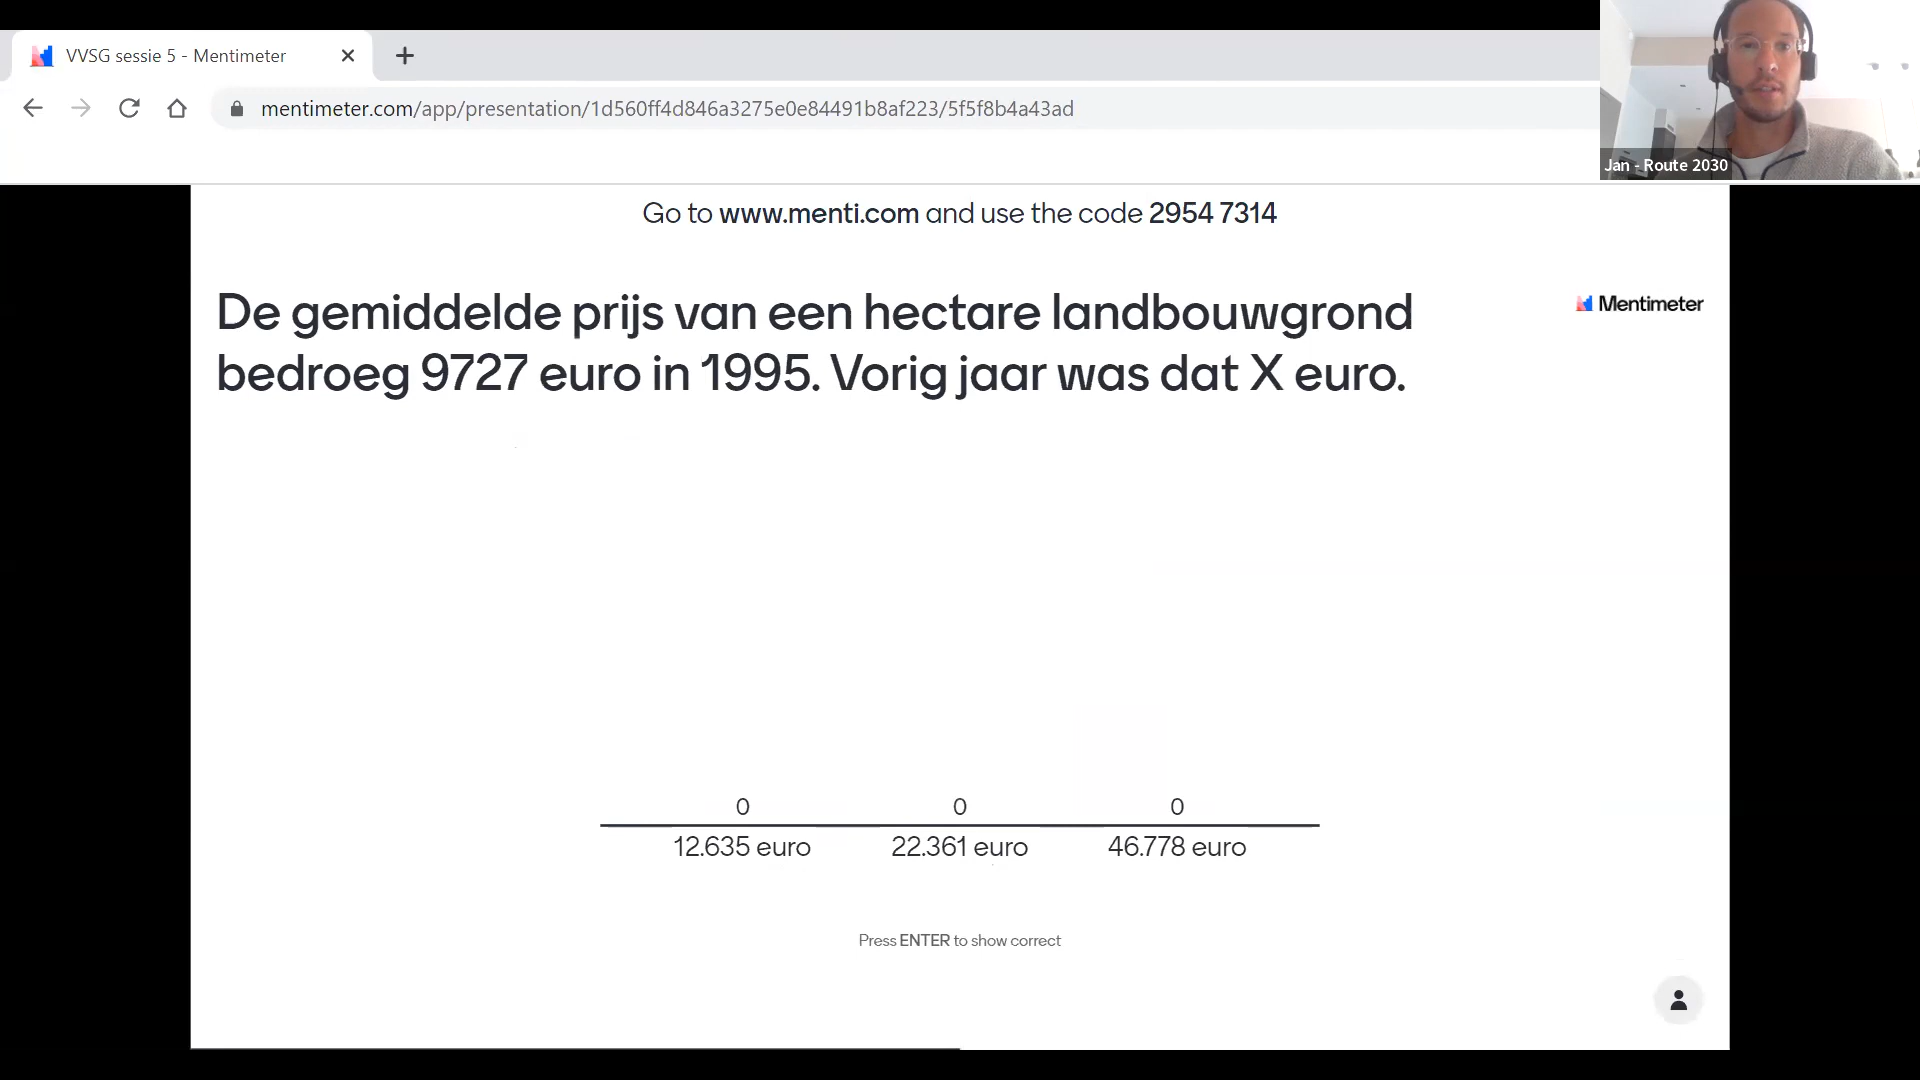 VVSG sessie 5 - Mentimeter
mentimeter.com/app/presentation/1d560ff4d846a3275e0e84491b8af223/5f5f8b4a43ad
Jan - Route 2030
Go to www.menti.com and use the code 2954 7314
De gemiddelde prijs van een hectare landbouwgrond
bedroeg 9727 euro in 1995. Vorig jaar was dat X euro.
Mentimeter
0 0 0
12.635 euro 22.361 euro 46.778 euro
Press ENTER to show correct